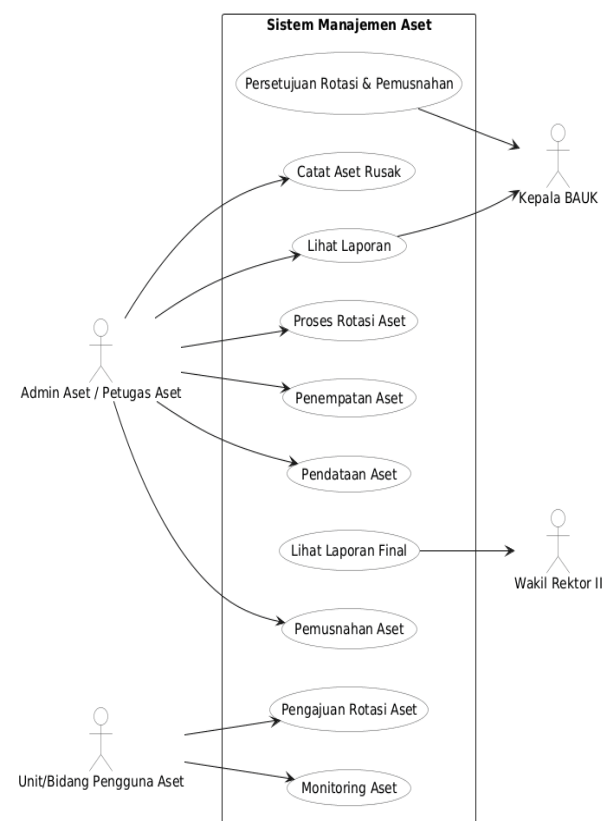 Sistem Manajemen Aset
Persetujuan Rotasi & Pemusnahan
Kepala BAUK
Catat Aset Rusak
Lihat Laporan
Proses Rotasi Aset
Admin Aset / Petugas Aset
Penempatan Aset
Pendataan Aset
Lihat Laporan Final
Wakil Rektor II
Pemusnahan Aset
Pengajuan Rotasi Aset
Unit/Bidang Pengguna Aset
Monitoring Aset